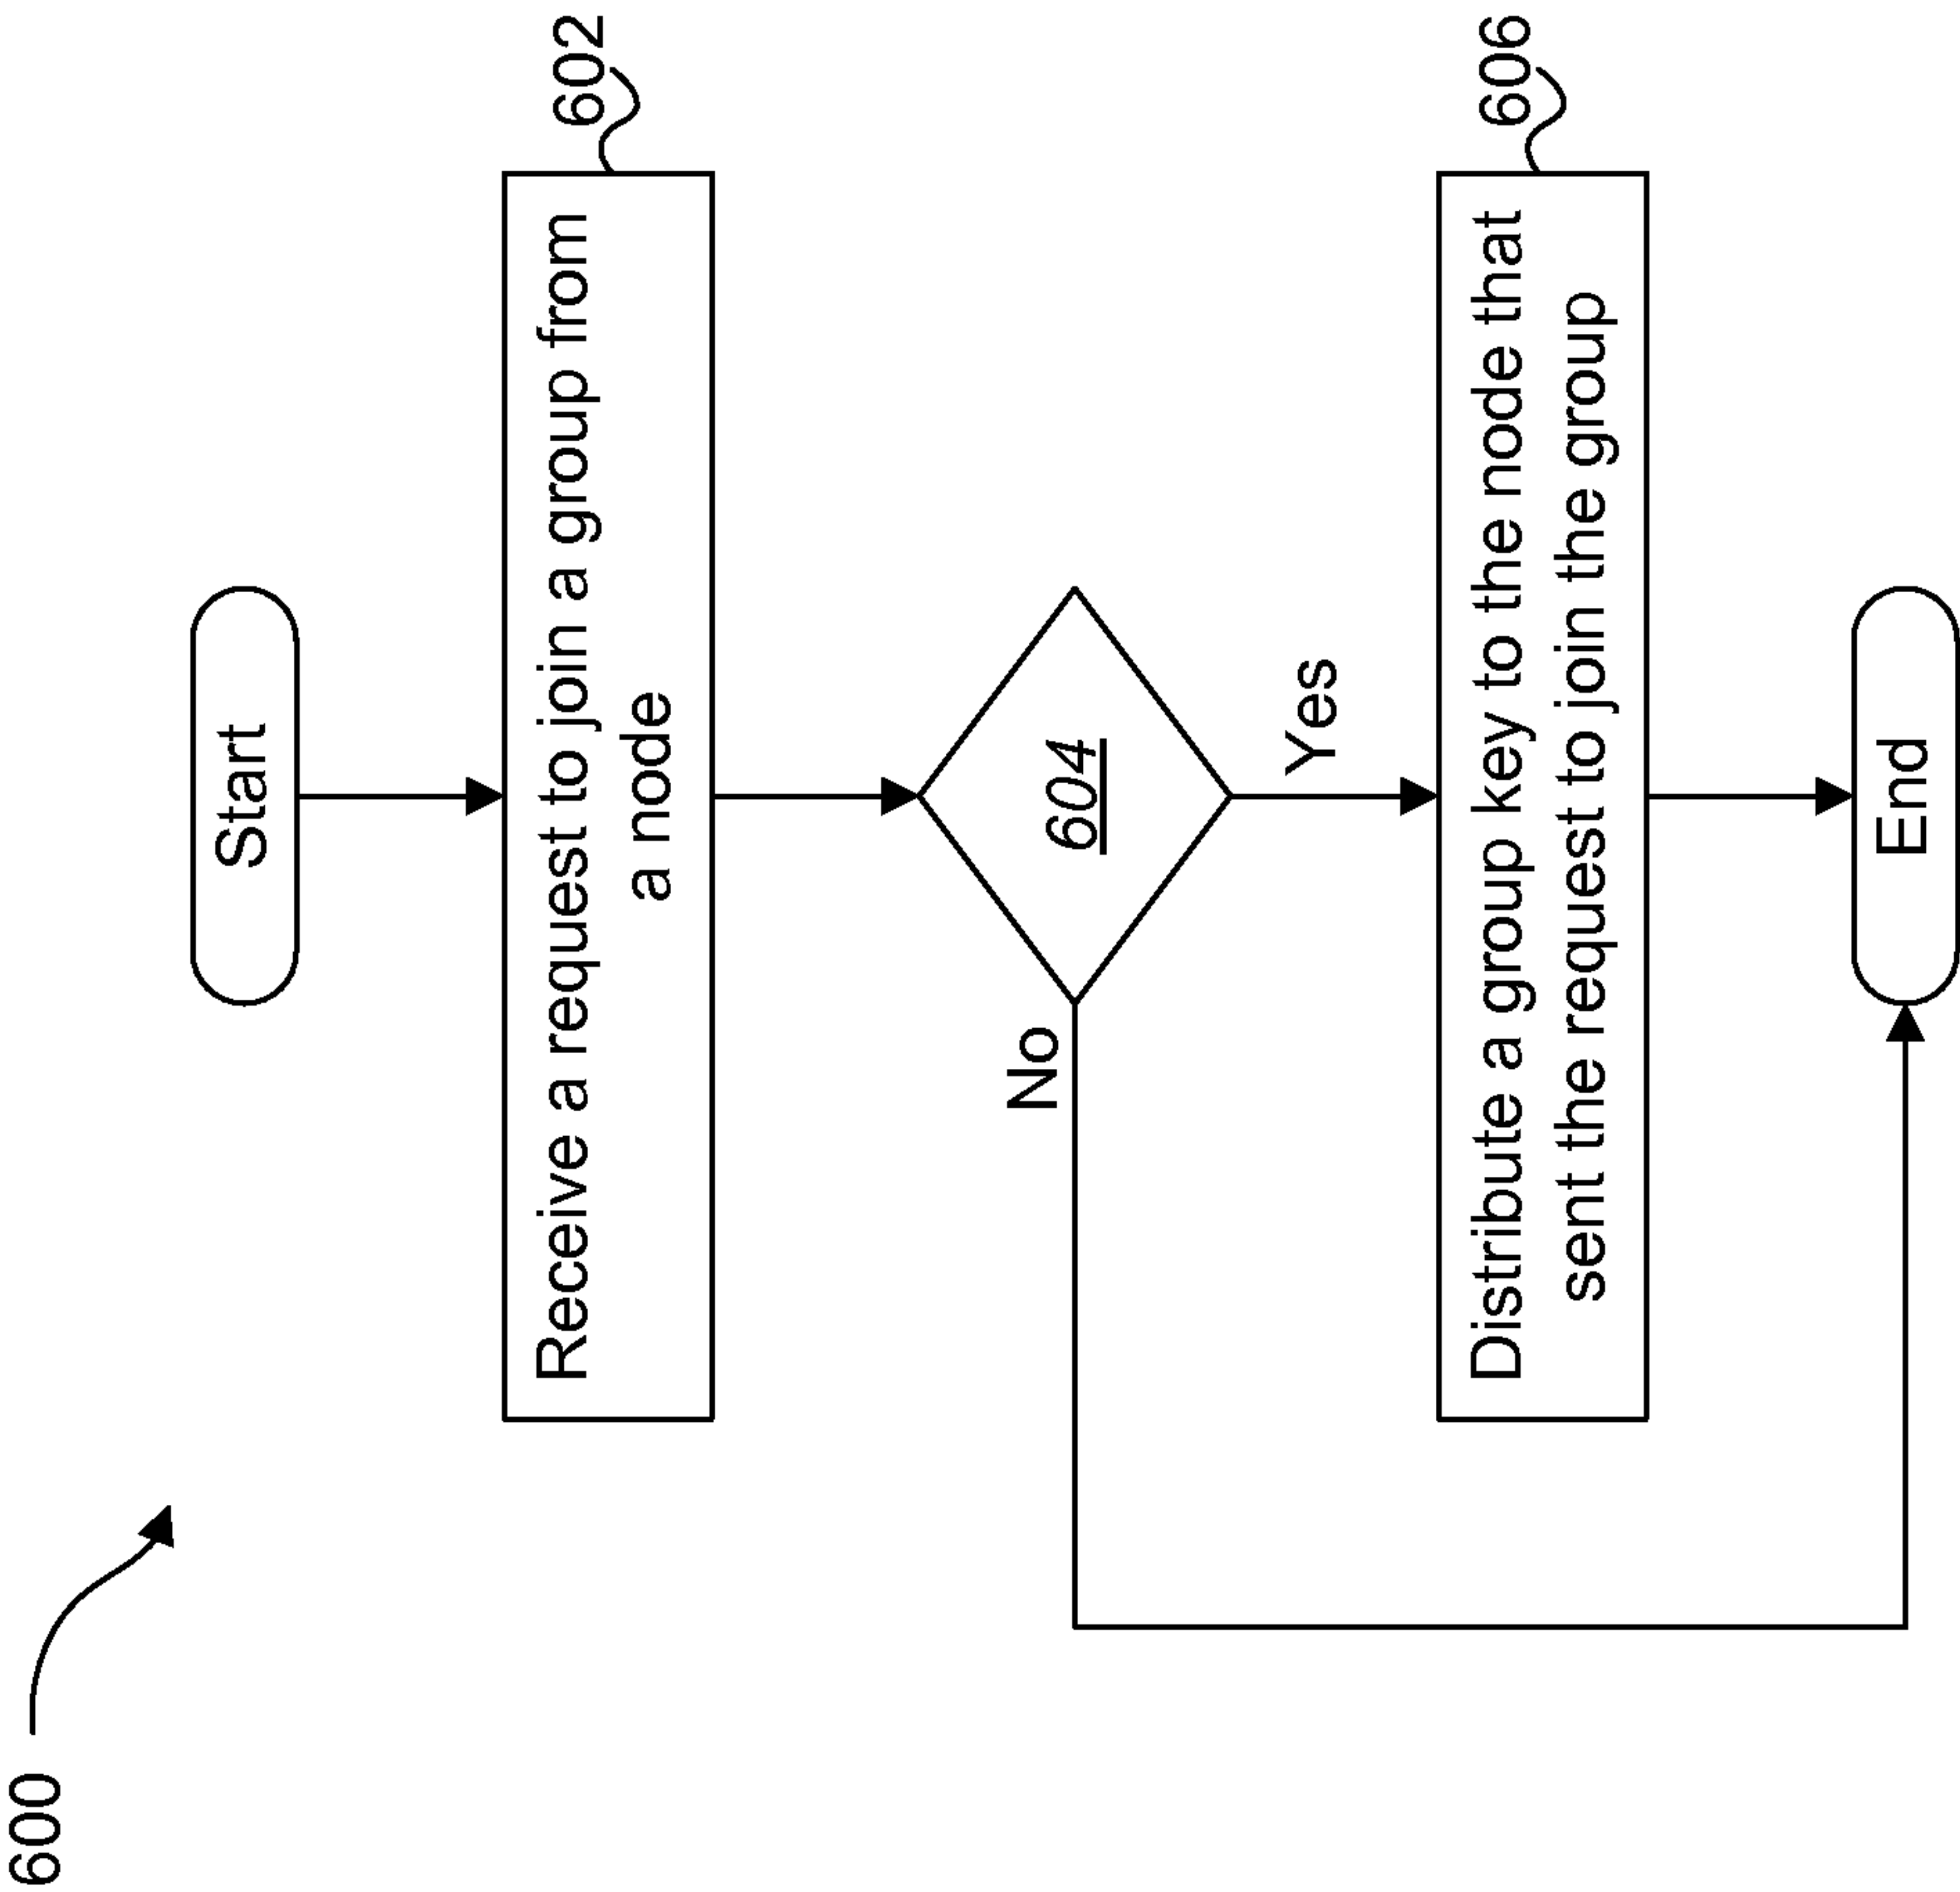 600
Start
Receive a request to join a group from
a node
602
604
No
Yes
Distribute a group key to the node that
sent the request to join the group
606
End